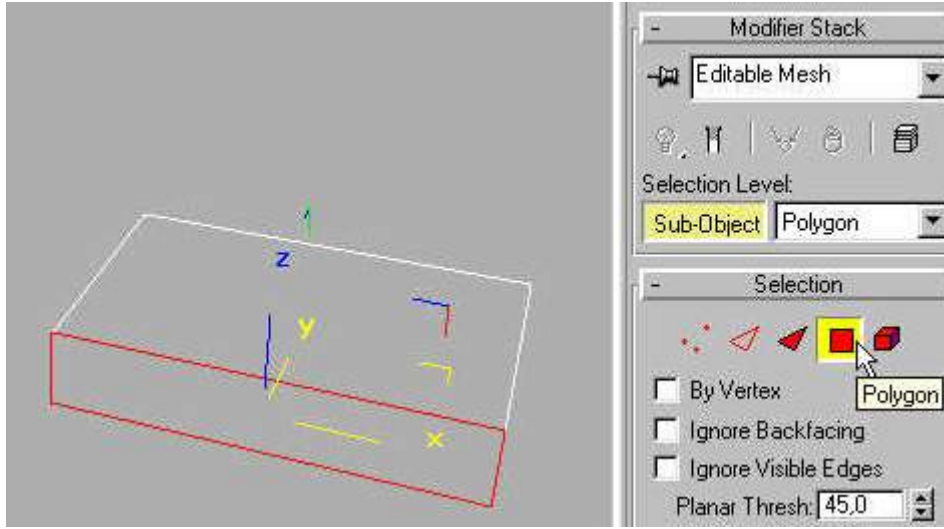 - Modifier Stack
Editable Mesh
Selection Level:
Sub-Object Polygon
- Selection
Polygon
By Vertex
Ignore Backfacing
Ignore Visible Edges
Planar Thresh: 45,0
z
y
x